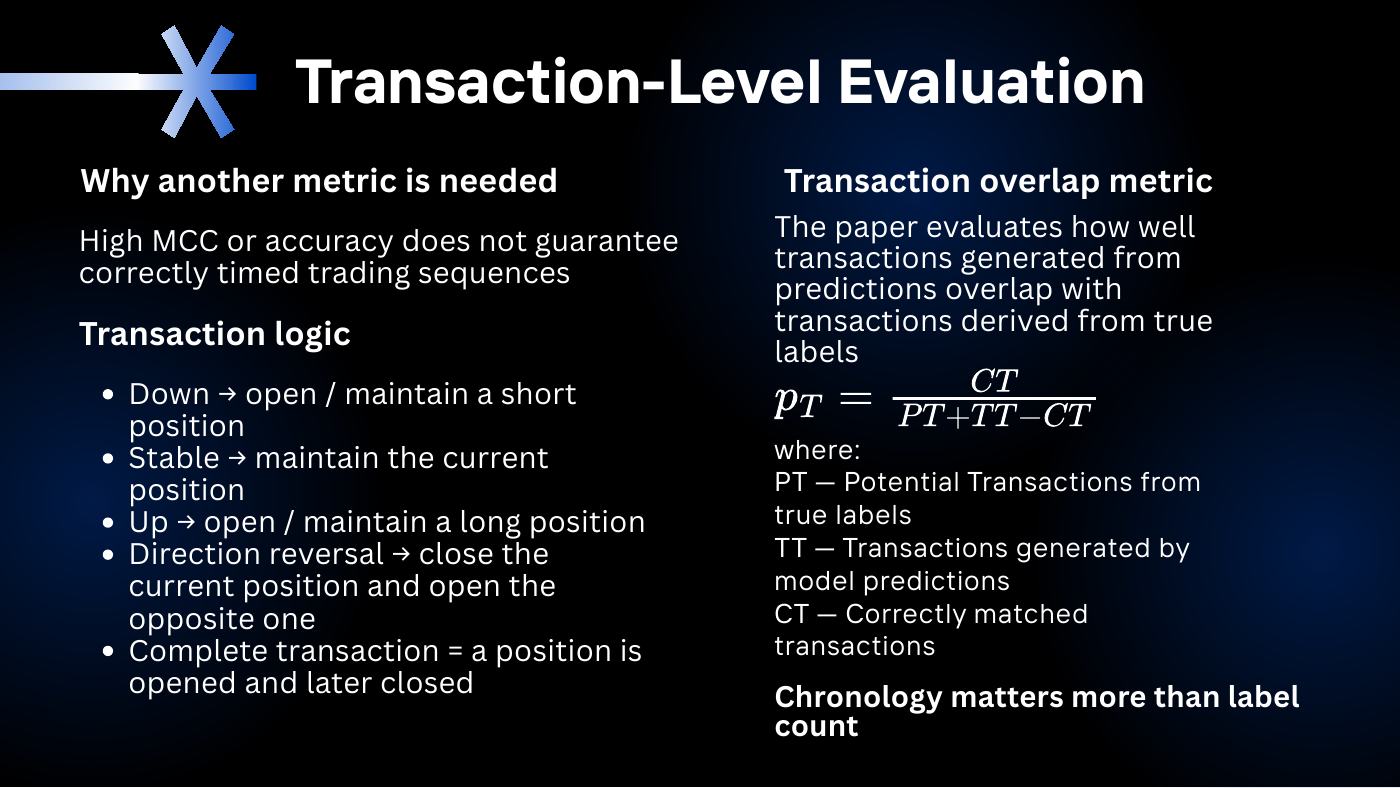 Transaction-Level Evaluation
Why another metric is needed
High MCC or accuracy does not guarantee
correctly timed trading sequences
Transaction logic
• Down → open / maintain a short
position
• Stable → maintain the current
position
• Up → open / maintain a long position
• Direction reversal → close the
current position and open the
opposite one
• Complete transaction = a position is
opened and later closed
Transaction overlap metric
The paper evaluates how well
transactions generated from
predictions overlap with
transactions derived from true
labels
p_T = CT / (PT+TT−CT)
where:
PT — Potential Transactions from
true labels
TT — Transactions generated by
model predictions
CT — Correctly matched
transactions
Chronology matters more than label
count